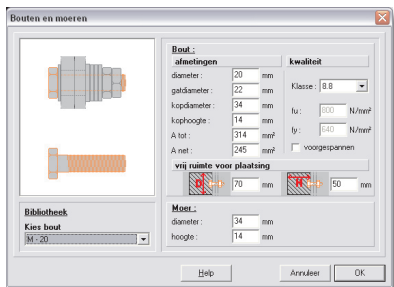 Bouten en moeren
Bout :
afmetingen
kwaliteit
diameter : 20 mm
gatdiameter : 22 mm
kopdiameter : 34 mm
kophoogte : 14 mm
A tot : 314 mm²
A net : 245 mm²
Klasse : 8.8
fu : 800 N/mm²
fy : 640 N/mm²
voorgespannen
vrij ruimte voor plaatsing
D 70 mm H 50 mm
Bibliotheek
Kies bout
M - 20
Moer :
diameter : 34 mm
hoogte : 14 mm
Help Annuleer OK